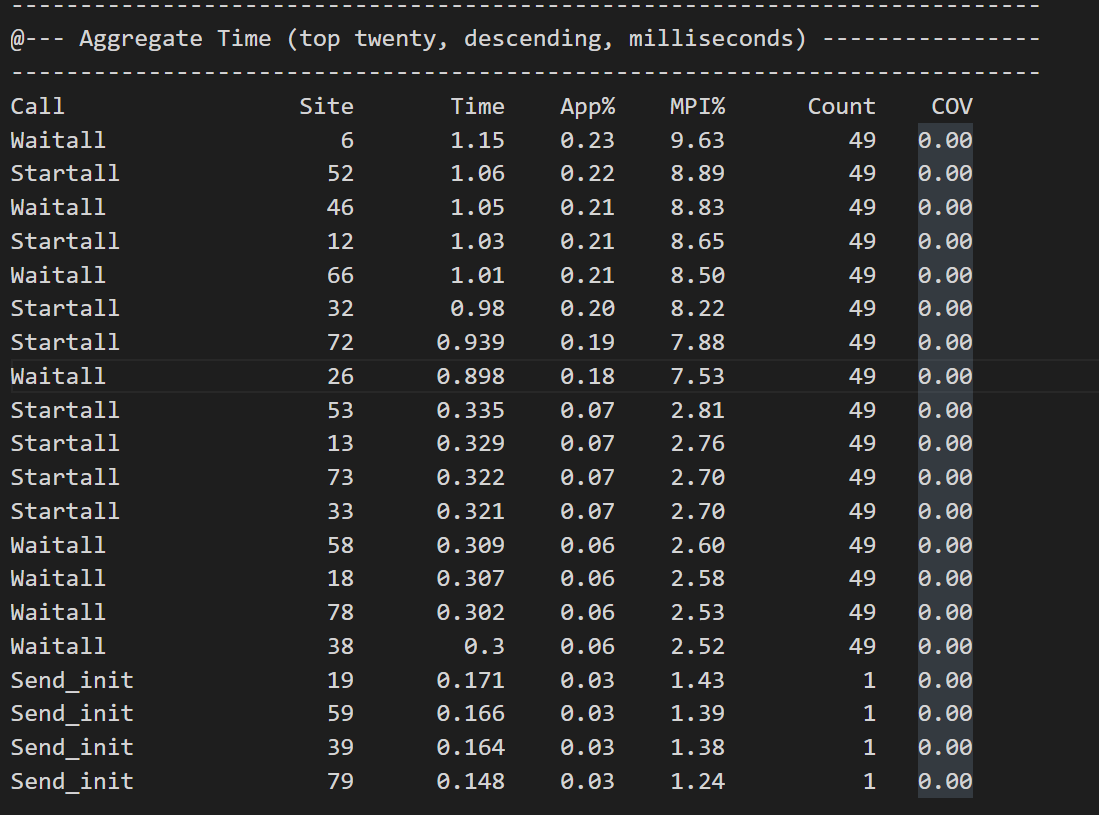 ---------------------------------------------------------------------------
@--- Aggregate Time (top twenty, descending, milliseconds) ----------------
---------------------------------------------------------------------------
Call                 Site       Time    App%    MPI%      Count    COV
Waitall                 6       1.15    0.23    9.63         49   0.00
Startall               52       1.06    0.22    8.89         49   0.00
Waitall                46       1.05    0.21    8.83         49   0.00
Startall               12       1.03    0.21    8.65         49   0.00
Waitall                66       1.01    0.21    8.50         49   0.00
Startall               32       0.98    0.20    8.22         49   0.00
Startall               72      0.939    0.19    7.88         49   0.00
Waitall                26      0.898    0.18    7.53         49   0.00
Startall               53      0.335    0.07    2.81         49   0.00
Startall               13      0.329    0.07    2.76         49   0.00
Startall               73      0.322    0.07    2.70         49   0.00
Startall               33      0.321    0.07    2.70         49   0.00
Waitall                58      0.309    0.06    2.60         49   0.00
Waitall                18      0.307    0.06    2.58         49   0.00
Waitall                78      0.302    0.06    2.53         49   0.00
Waitall                38        0.3    0.06    2.52         49   0.00
Send_init              19      0.171    0.03    1.43          1   0.00
Send_init              59      0.166    0.03    1.39          1   0.00
Send_init              39      0.164    0.03    1.38          1   0.00
Send_init              79      0.148    0.03    1.24          1   0.00